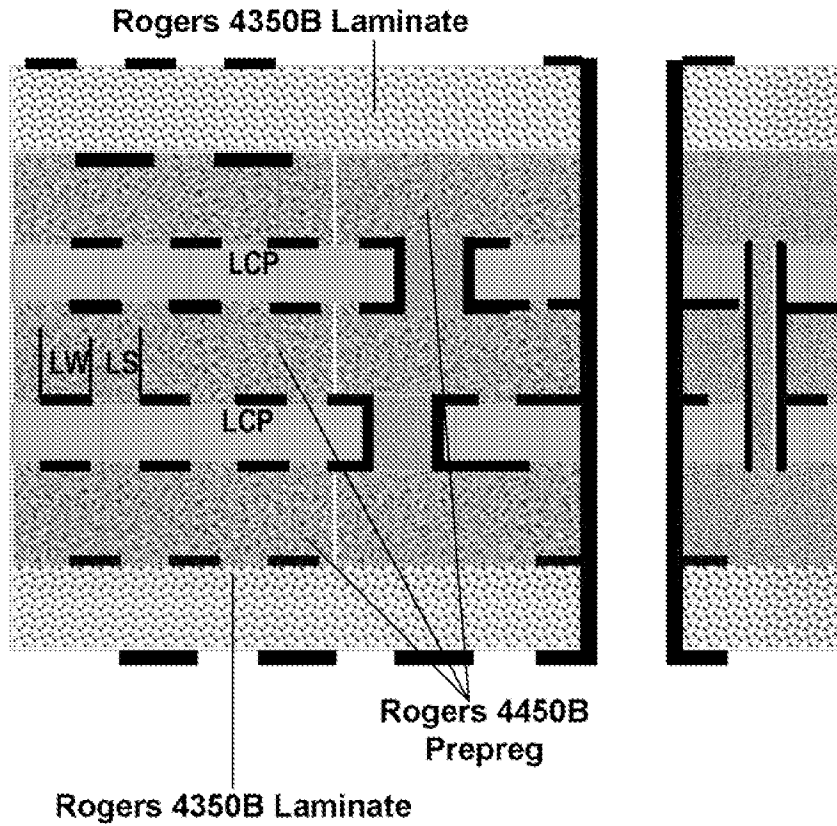 Rogers 4350B Laminate
LCP
LW LS
LCP
Rogers 4450B
Prepreg
Rogers 4350B Laminate